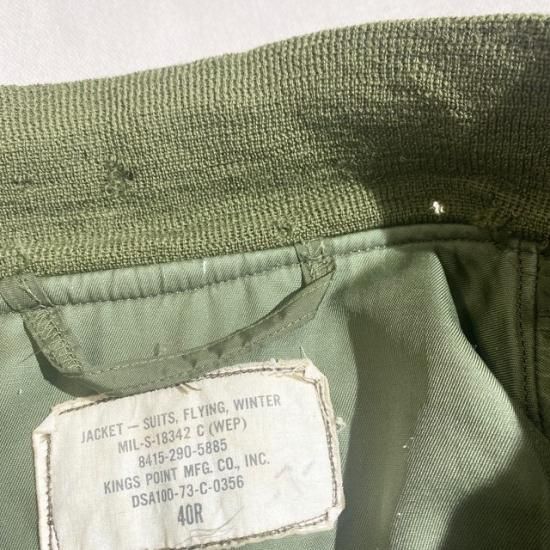 JACKET — SUITS, FLYING, WINTER
MIL-S-18342 C (WEP)
8415-290-5885
KINGS POINT MFG. CO., INC.
DSA100-73-C-0356
40R